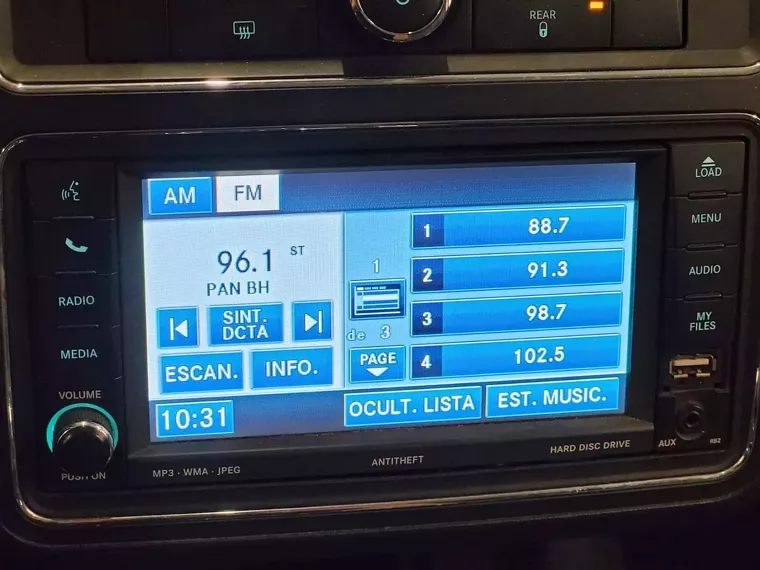 REAR
LOAD
MENU
AUDIO
MY
FILES
AUX
RB2
RADIO
MEDIA
VOLUME
PUSH ON
AM
FM
96.1 ST
PAN BH
SINT.
DCTA
ESCAN.
INFO.
10:31
1
de 3
PAGE
1 88.7
2 91.3
3 98.7
4 102.5
OCULT. LISTA
EST. MUSIC.
MP3 · WMA · JPEG
ANTITHEFT
HARD DISC DRIVE